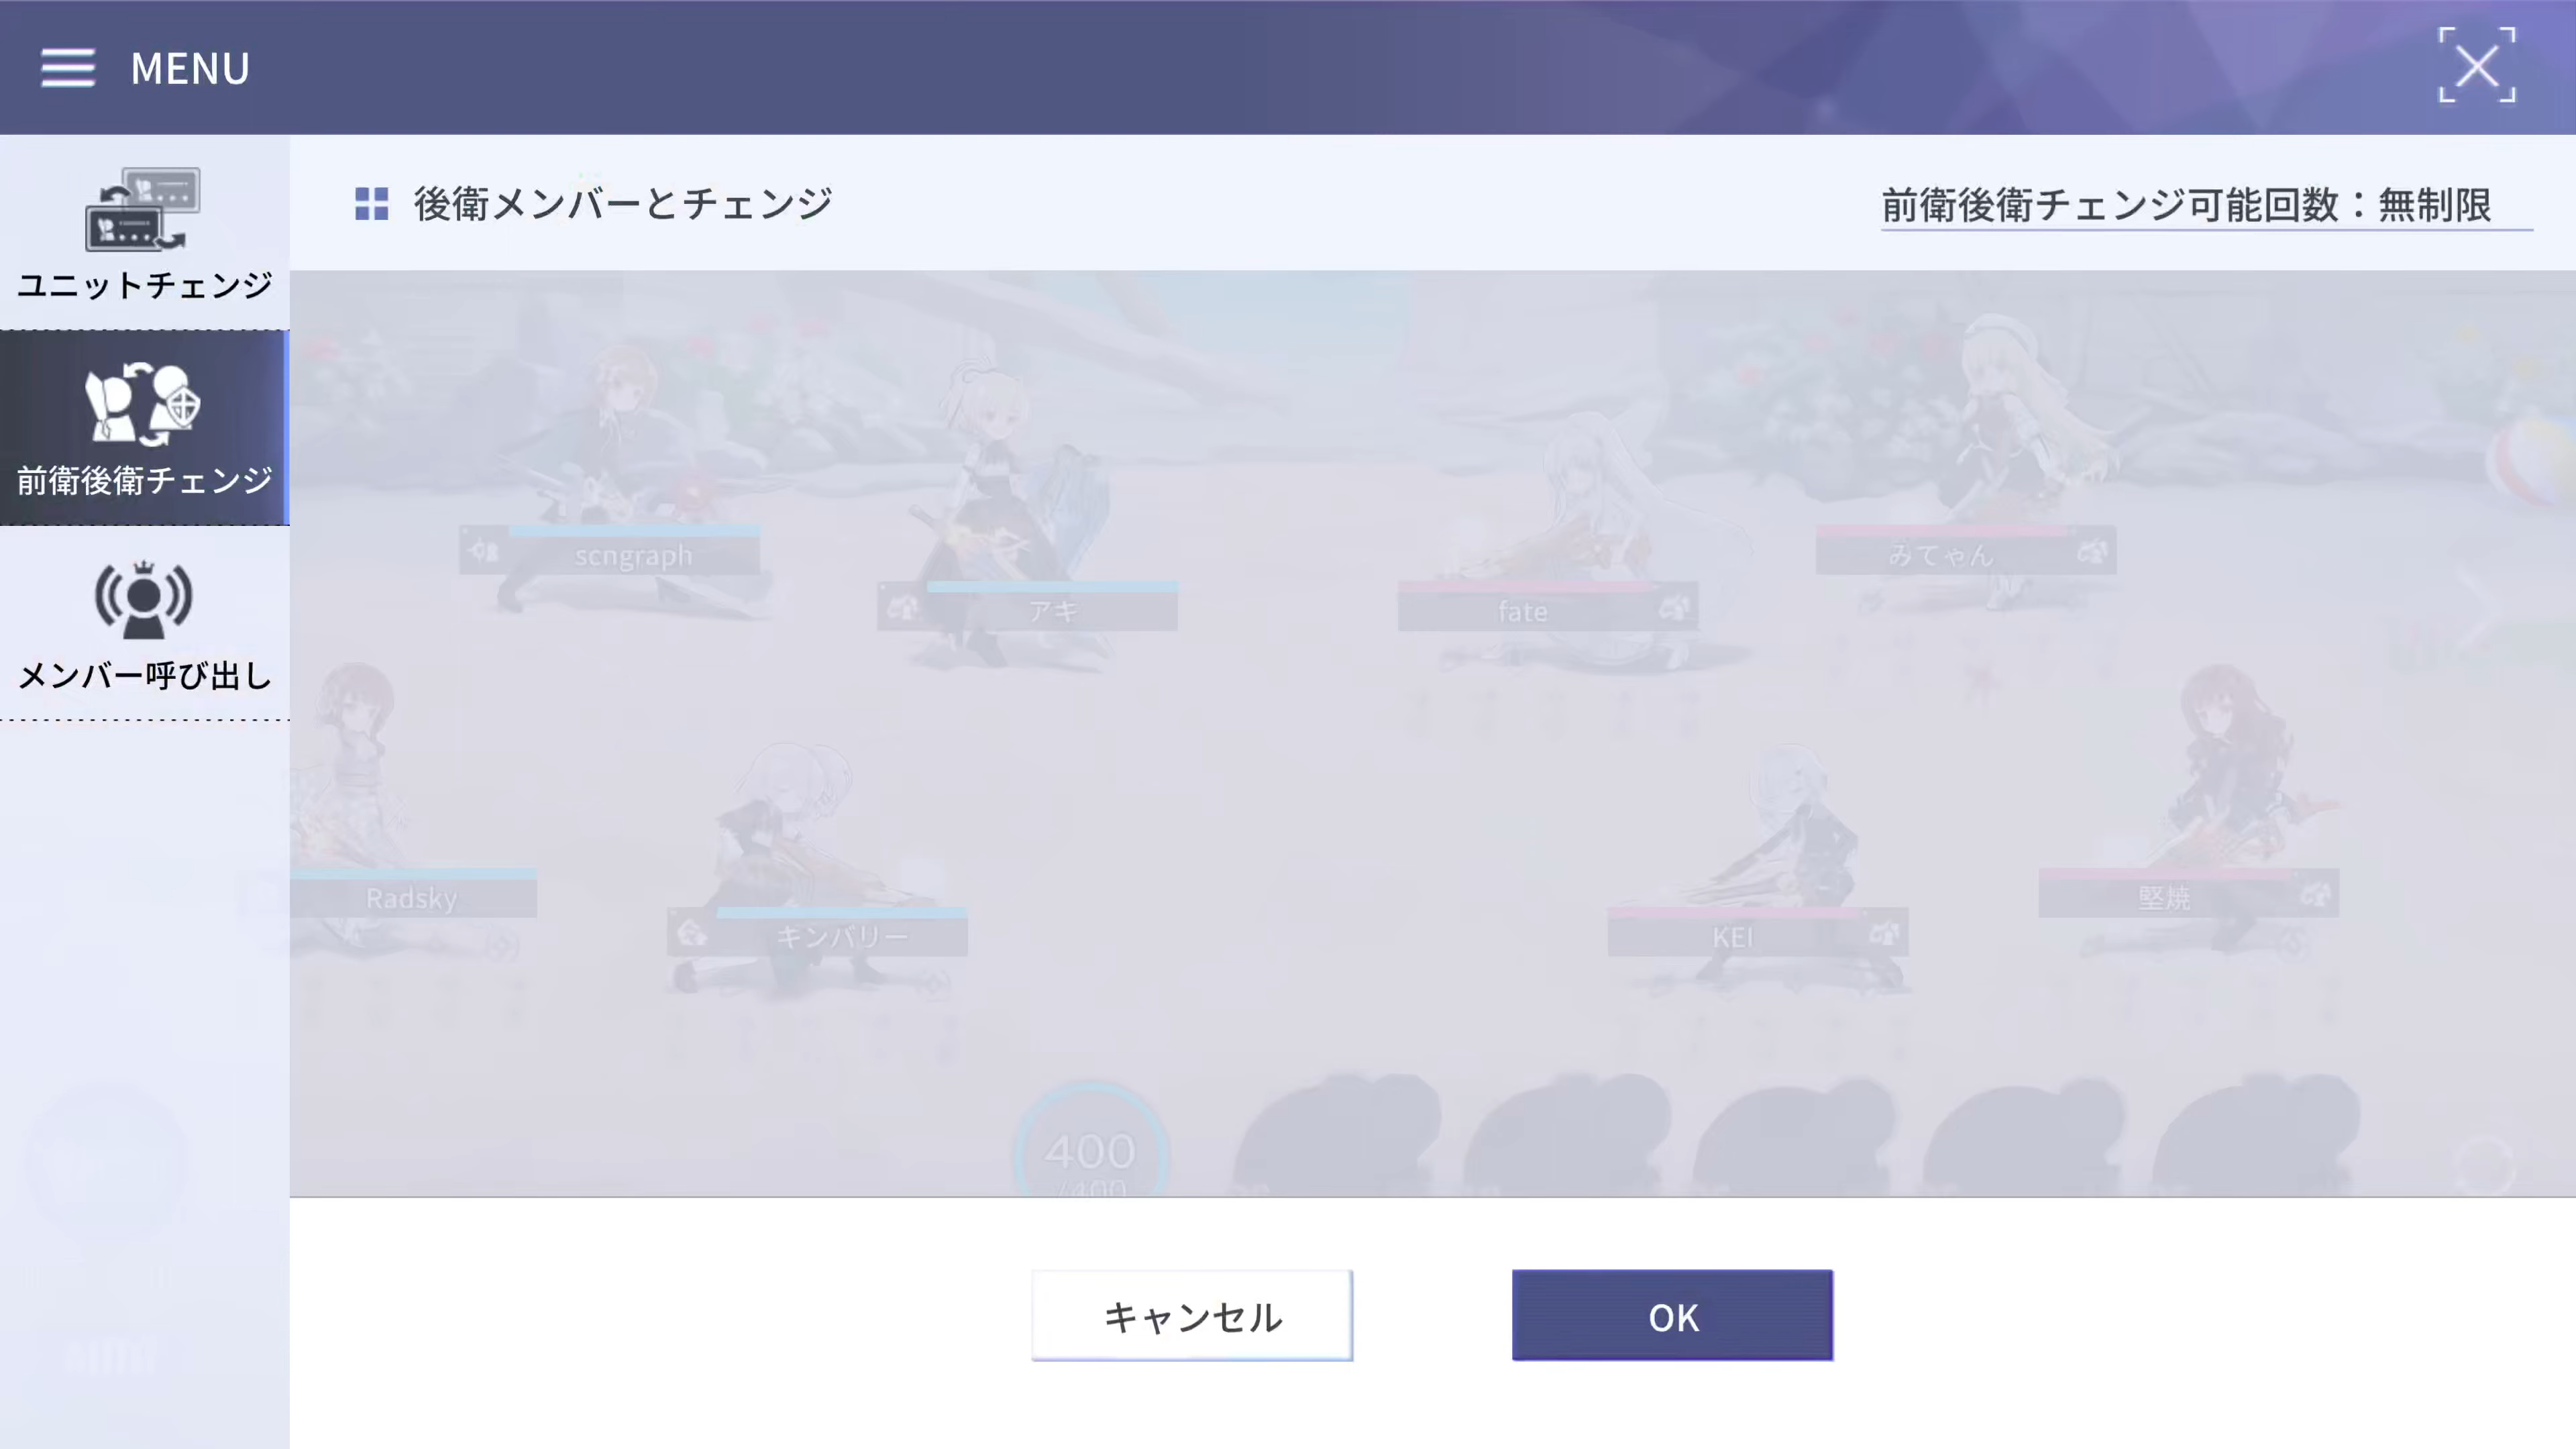 MENU
後衛メンバーとチェンジ
前衛後衛チェンジ可能回数：無制限
ユニットチェンジ
前衛後衛チェンジ
メンバー呼び出し
scngraph
アキ
fate
みてゃん
Radsky
キンバリー
KEI
堅焼
400
/400
キャンセル
OK